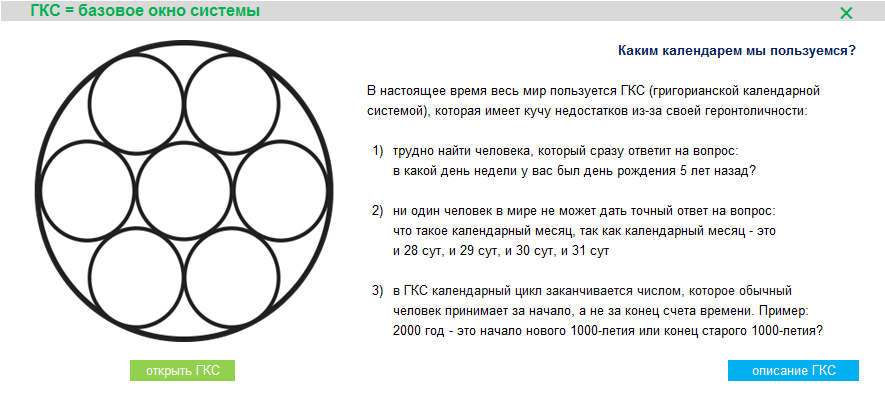 ГКС = базовое окно системы
Каким календарем мы пользуемся?
В настоящее время весь мир пользуется ГКС (григорианской календарной
системой), которая имеет кучу недостатков из-за своей геронтоличности:
1) трудно найти человека, который сразу ответит на вопрос:
в какой день недели у вас был день рождения 5 лет назад?
2) ни один человек в мире не может дать точный ответ на вопрос:
что такое календарный месяц, так как календарный месяц - это
и 28 сут, и 29 сут, и 30 сут, и 31 сут
3) в ГКС календарный цикл заканчивается числом, которое обычный
человек принимает за начало, а не за конец счета времени. Пример:
2000 год - это начало нового 1000-летия или конец старого 1000-летия?
открыть ГКС
описание ГКС